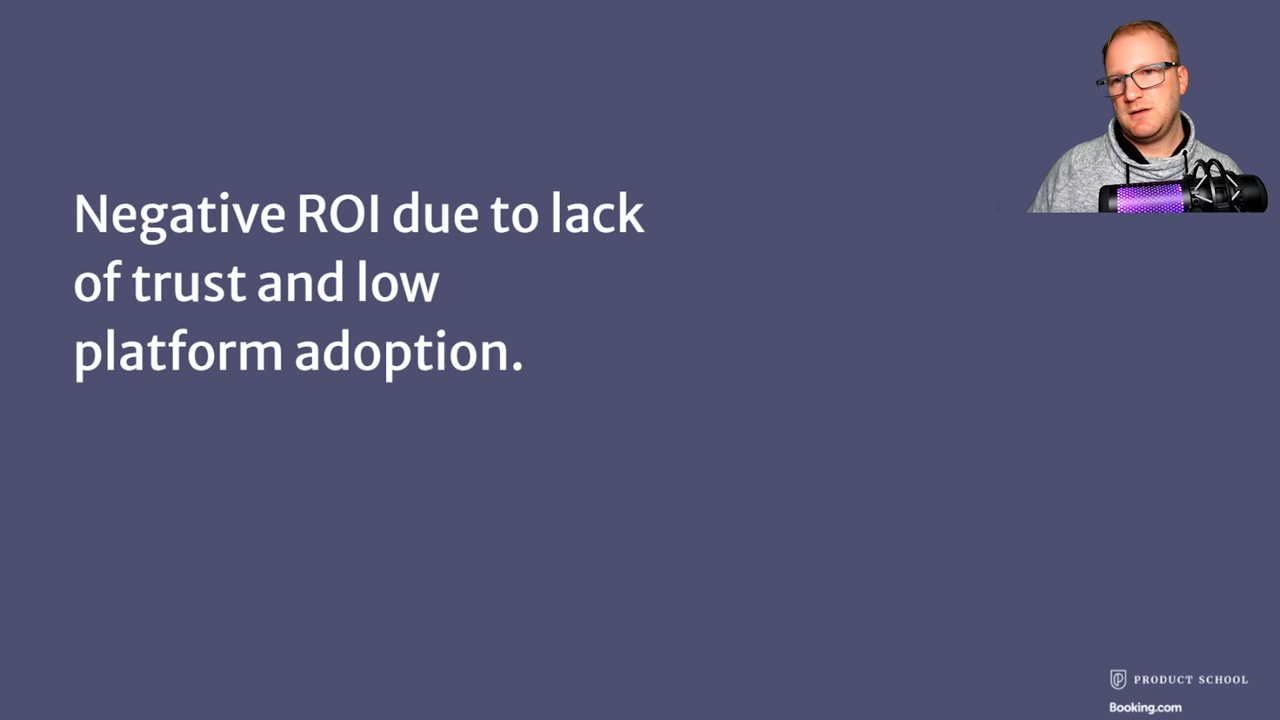 Negative ROI due to lack
of trust and low
platform adoption.
PRODUCT SCHOOL
Booking.com